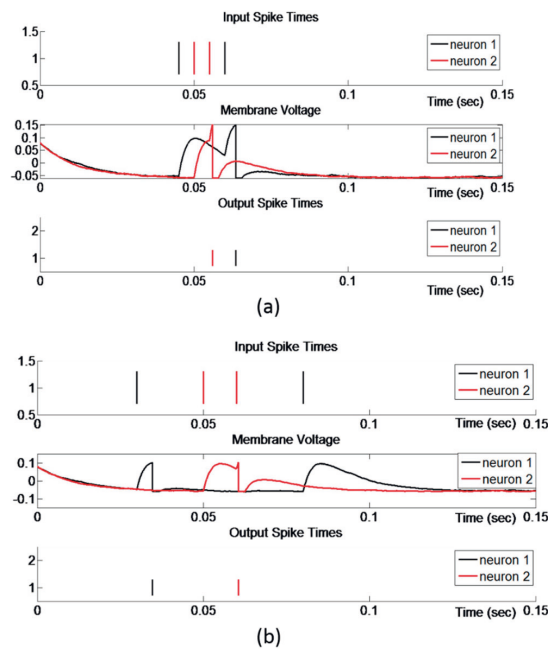 Input Spike Times
1.5
1
0.5
neuron 1
neuron 2
0 0.05 0.1 0.15
Time (sec)
Membrane Voltage
0.15
0.1
0.05
0
-0.05
neuron 1
neuron 2
0 0.05 0.1 0.15
Time (sec)
Output Spike Times
2
1
neuron 1
neuron 2
0 0.05 0.1 0.15
Time (sec)
(a)
Input Spike Times
1.5
1
0.5
neuron 1
neuron 2
0 0.05 0.1 0.15
Time (sec)
Membrane Voltage
0.1
0
-0.1
neuron 1
neuron 2
0 0.05 0.1 0.15
Time (sec)
Output Spike Times
2
1
neuron 1
neuron 2
0 0.05 0.1 0.15
Time (sec)
(b)